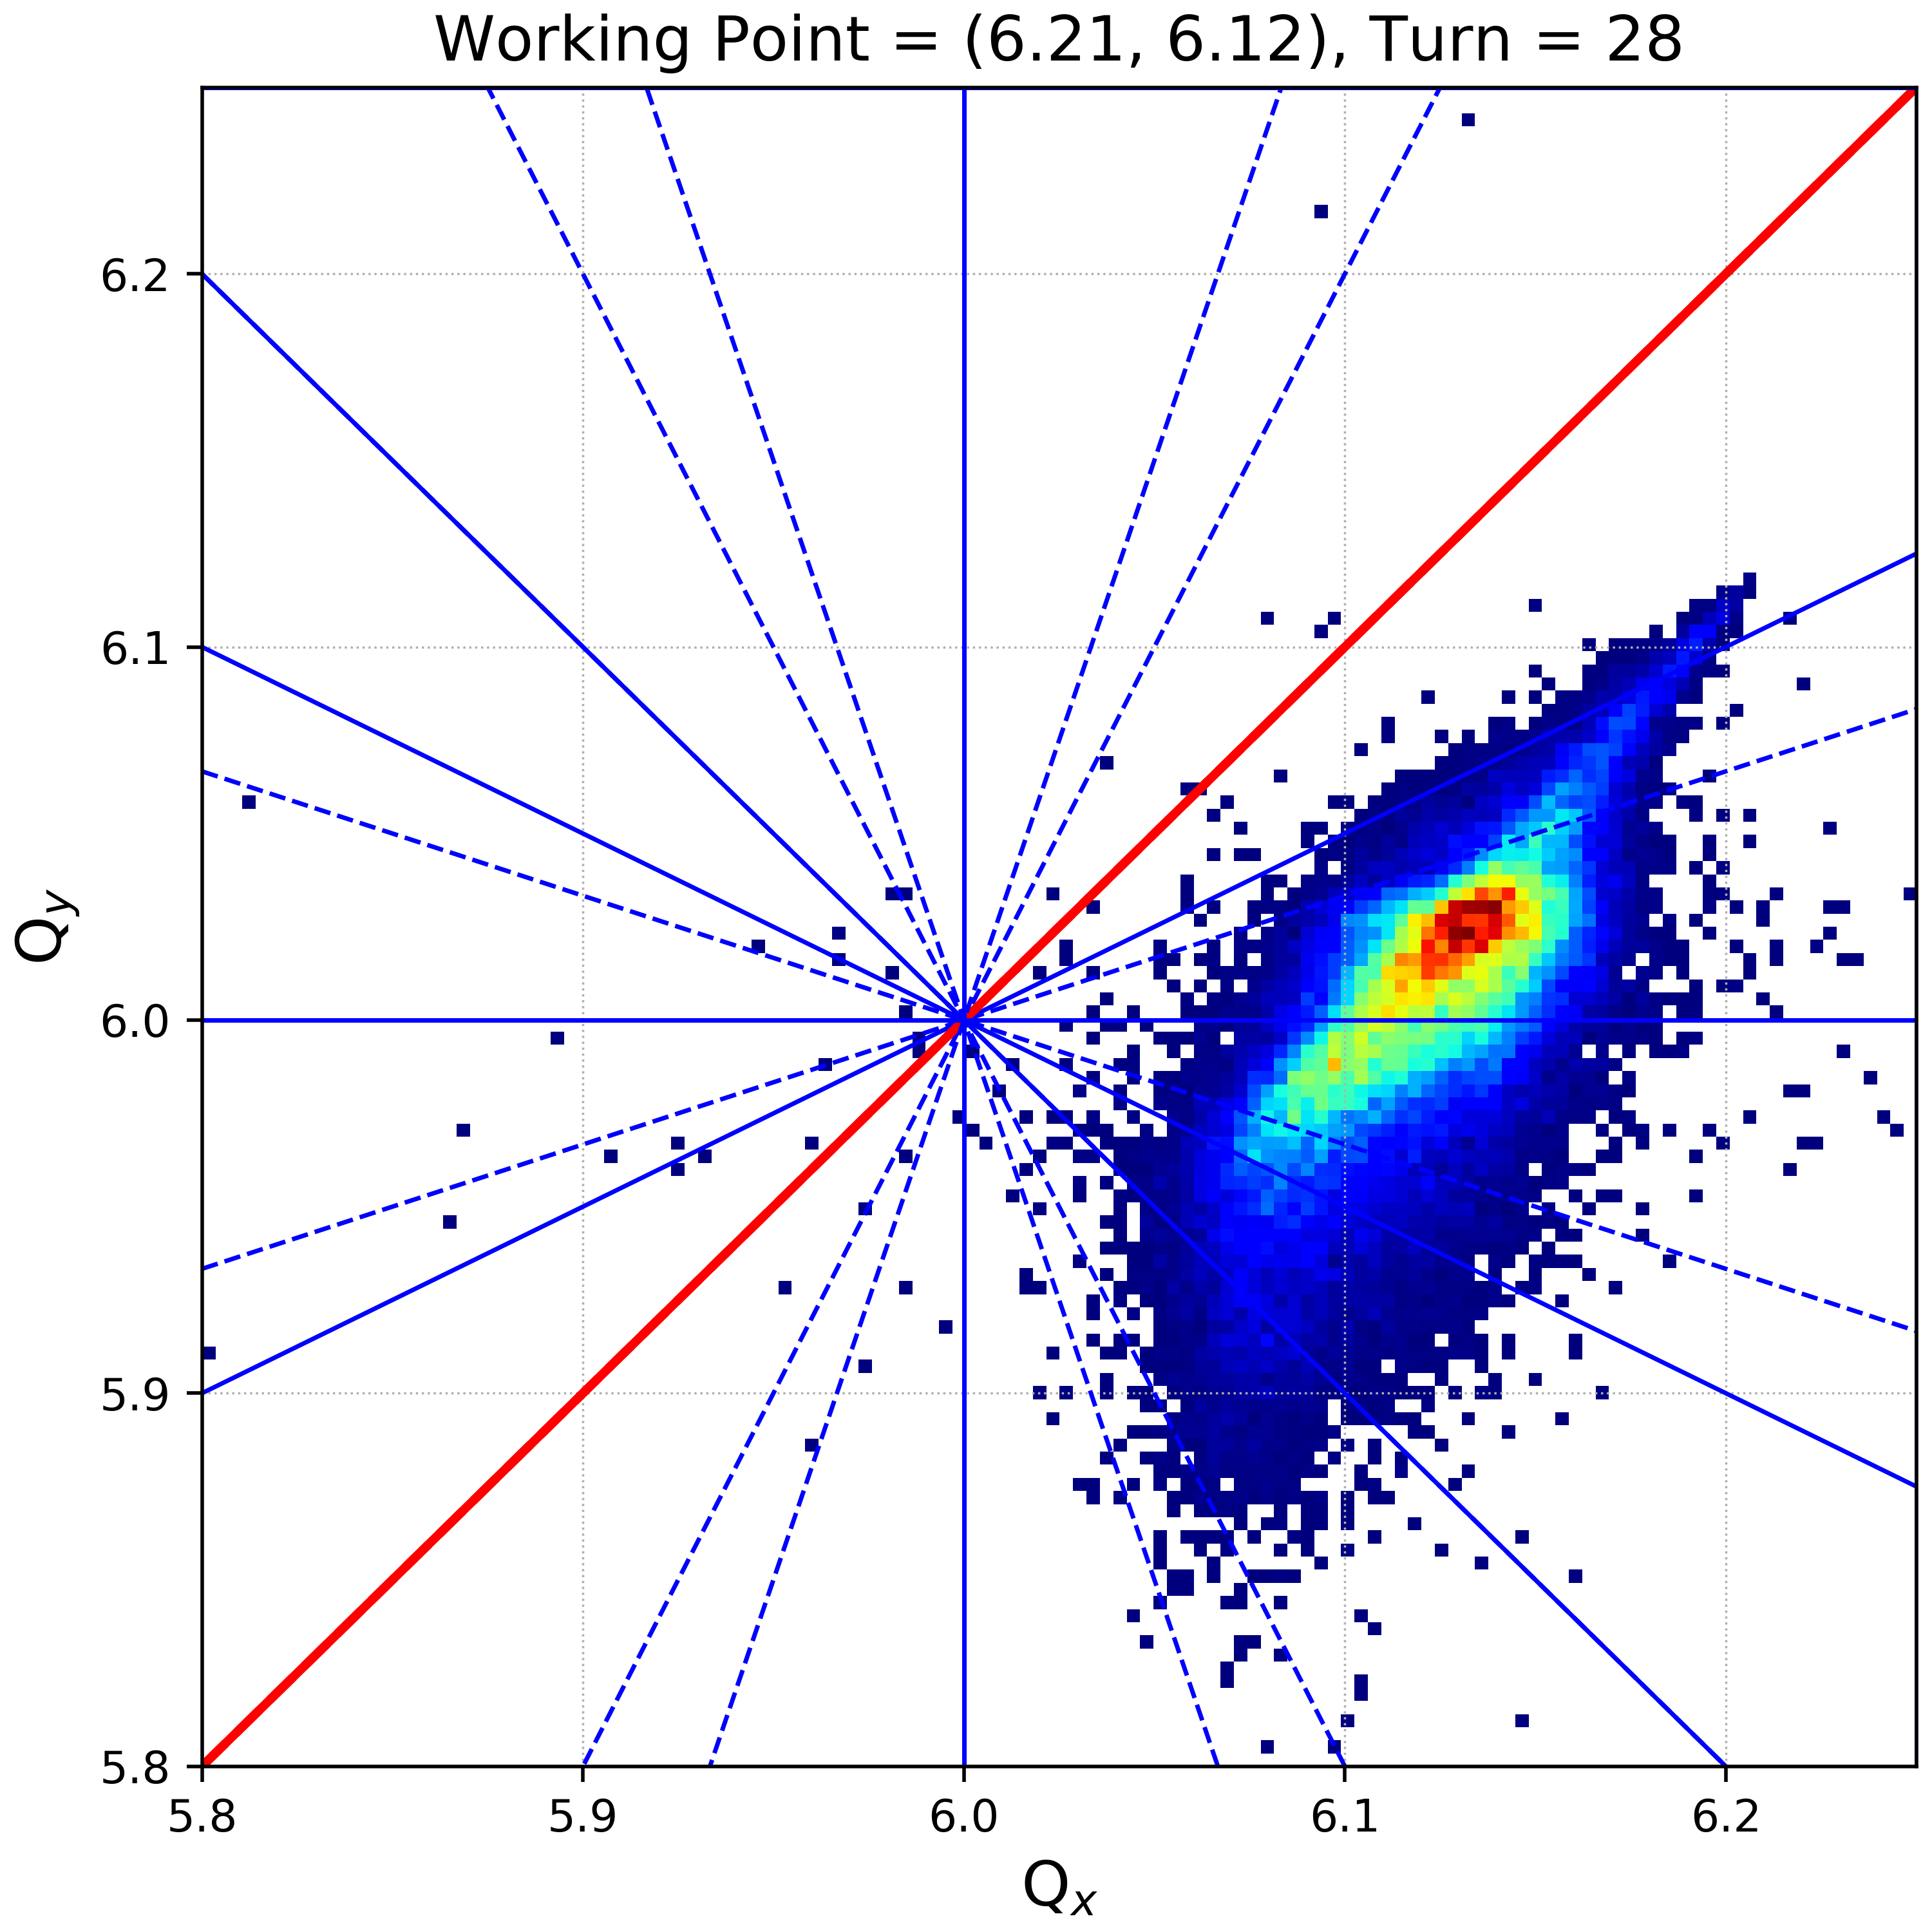 Working Point = (6.21, 6.12), Turn = 28
6.2
6.1
6.0
5.9
5.8
Qy
5.8 5.9 6.0 6.1 6.2
Qx